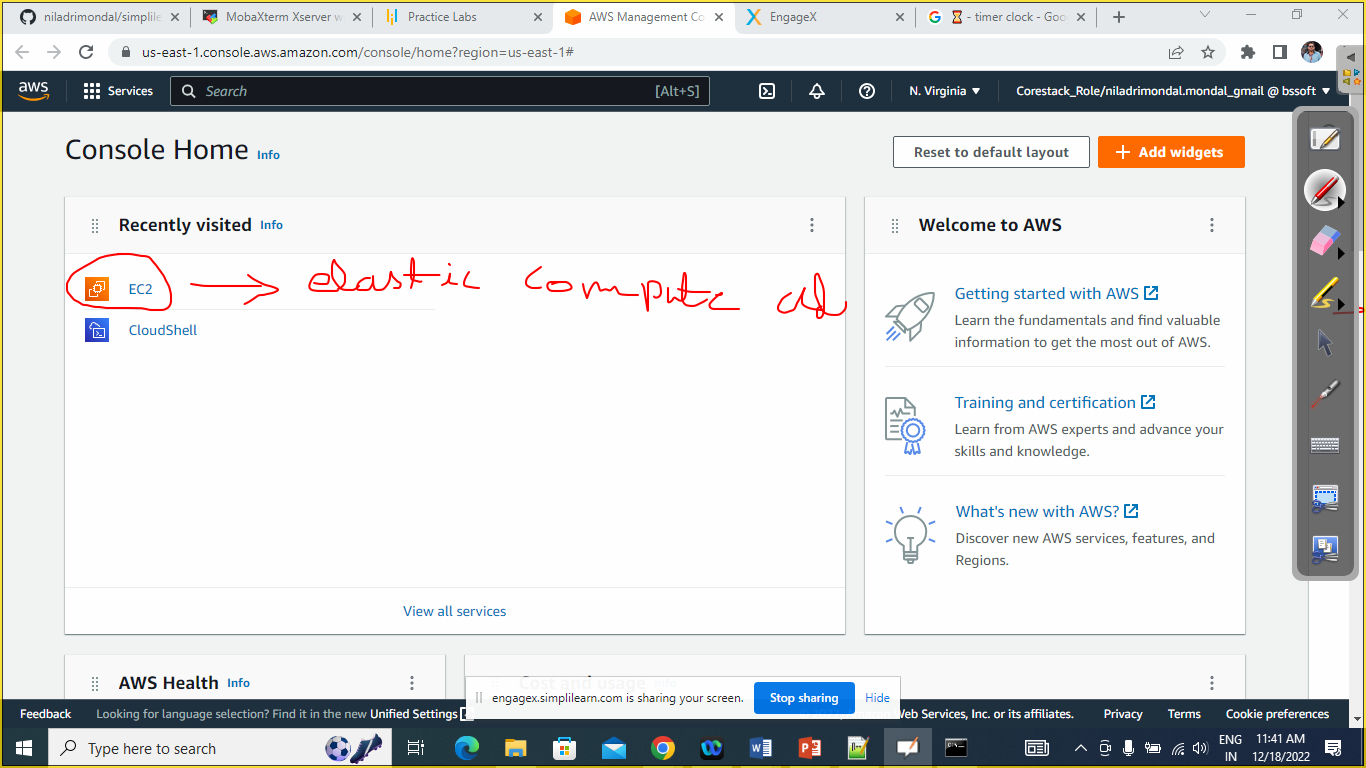 niladrimondal/simplile
MobaXterm Xserver w
Practice Labs
AWS Management Co
EngageX
- timer clock - Goo
us-east-1.console.aws.amazon.com/console/home?region=us-east-1#
aws
Services
Search
[Alt+S]
N. Virginia
Corestack_Role/niladrimondal.mondal_gmail @ bssoft
Console Home Info
Reset to default layout
+ Add widgets
Recently visited Info
Welcome to AWS
EC2
elastic compute
CloudShell
Getting started with AWS
Learn the fundamentals and find valuable
information to get the most out of AWS.
Training and certification
Learn from AWS experts and advance your
skills and knowledge.
What's new with AWS?
Discover new AWS services, features, and
Regions.
View all services
AWS Health Info
Cost and usage Info
engagex.simplilearn.com is sharing your screen.
Stop sharing
Hide
Feedback
Looking for language selection? Find it in the new Unified Settings
Web Services, Inc. or its affiliates.
Privacy
Terms
Cookie preferences
Type here to search
ENG
IN
11:41 AM
12/18/2022